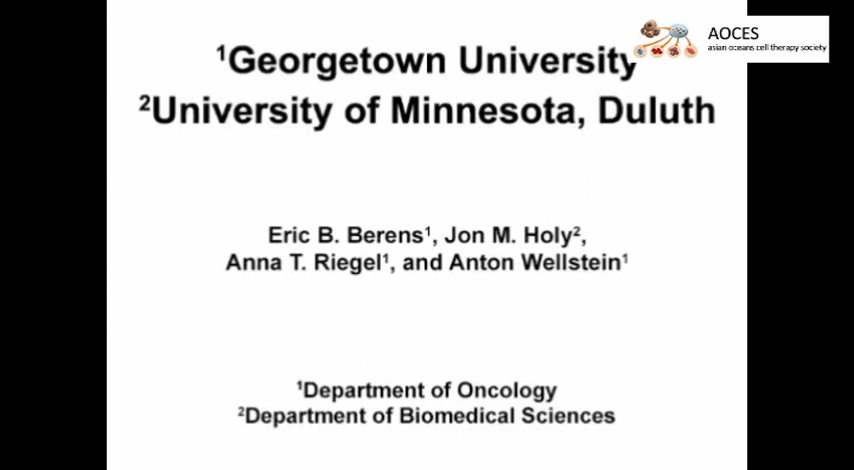 AOCES
asian oceans cell therapy society
¹Georgetown University
²University of Minnesota, Duluth
Eric B. Berens¹, Jon M. Holy²,
Anna T. Riegel¹, and Anton Wellstein¹
¹Department of Oncology
²Department of Biomedical Sciences